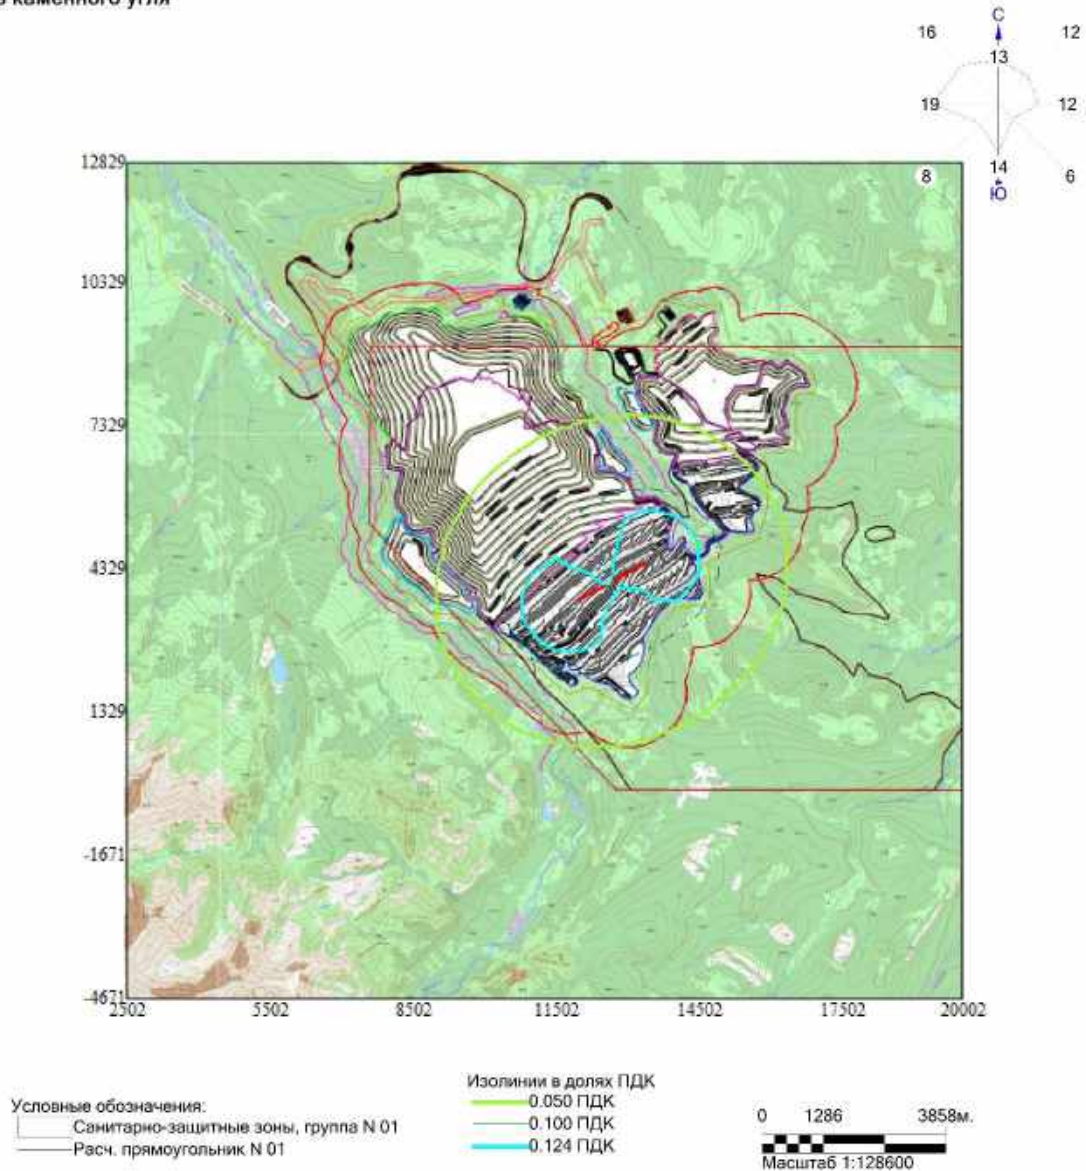 з каменного угля
С
16 12
13
19 12
14
6
Ю
12829
8
10329
7329
4329
1329
-1671
-4671
2502 5502 8502 11502 14502 17502 20002
Изолинии в долях ПДК
Условные обозначения:
Санитарно-защитные зоны, группа N 01
Расч. прямоугольник N 01
0.050 ПДК
0.100 ПДК
0.124 ПДК
0 1286 3858м.
Масштаб 1:128600